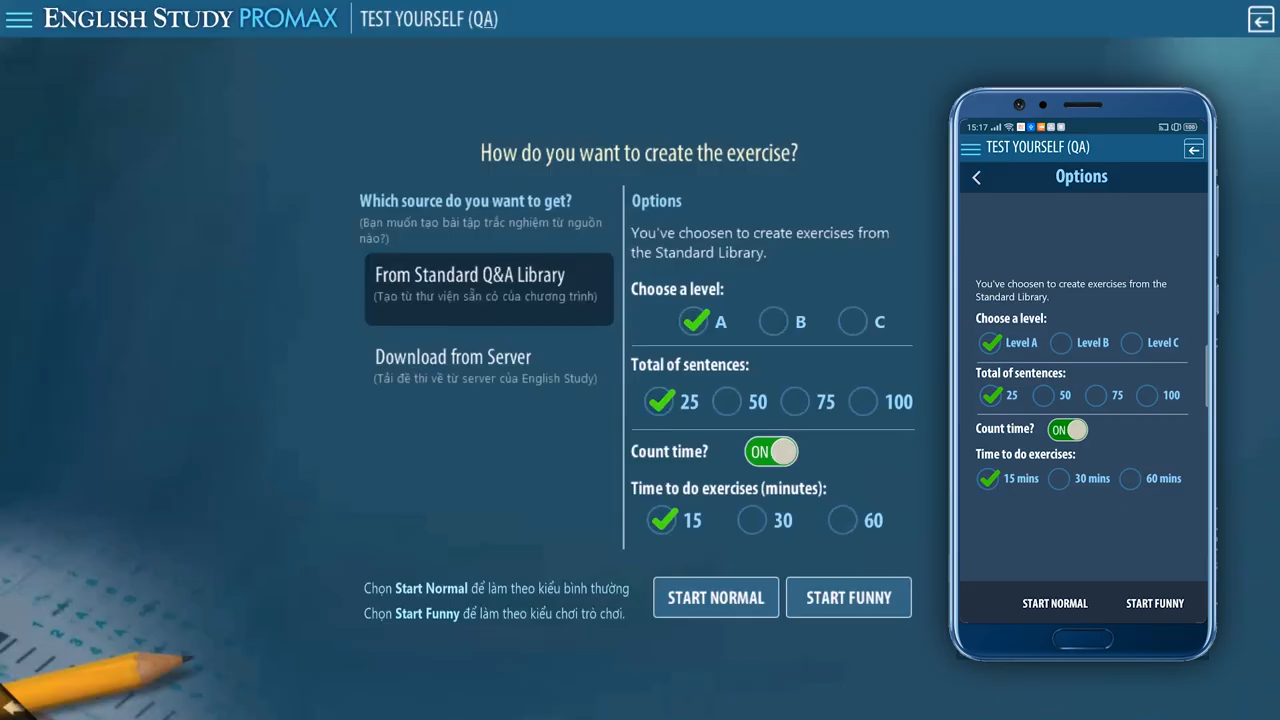 ENGLISH STUDY PROMAX
TEST YOURSELF (QA)
How do you want to create the exercise?
Which source do you want to get?
(Bạn muốn tạo bài tập trắc nghiệm từ nguồn
nào?)
From Standard Q&A Library
(Tạo từ thư viện sẵn có của chương trình)
Download from Server
(Tải đề thi về từ server của English Study)
Options
You've choosen to create exercises from
the Standard Library.
Choose a level:
A B C
Total of sentences:
25 50 75 100
Count time? ON
Time to do exercises (minutes):
15 30 60
Chọn Start Normal để làm theo kiểu bình thường
Chọn Start Funny để làm theo kiểu chơi trò chơi.
START NORMAL START FUNNY
15:17 100
TEST YOURSELF (QA)
Options
You've choosen to create exercises from the
Standard Library.
Choose a level:
Level A Level B Level C
Total of sentences:
25 50 75 100
Count time? ON
Time to do exercises:
15 mins 30 mins 60 mins
START NORMAL START FUNNY